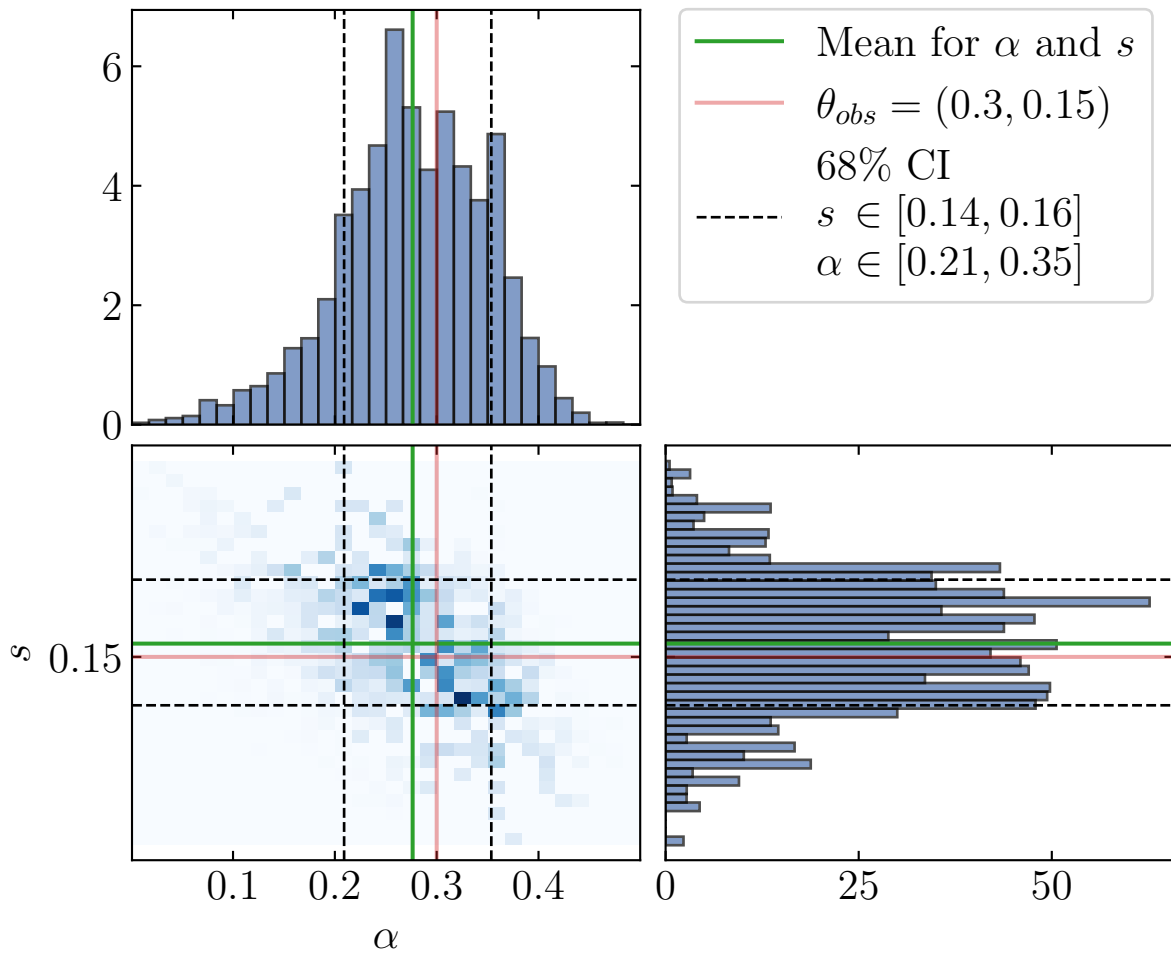 6
4
2
0
Mean for α and s
θ_obs = (0.3, 0.15)
68% CI
s ∈ [0.14, 0.16]
α ∈ [0.21, 0.35]
s
0.15
0.1 0.2 0.3 0.4
α
0 25 50